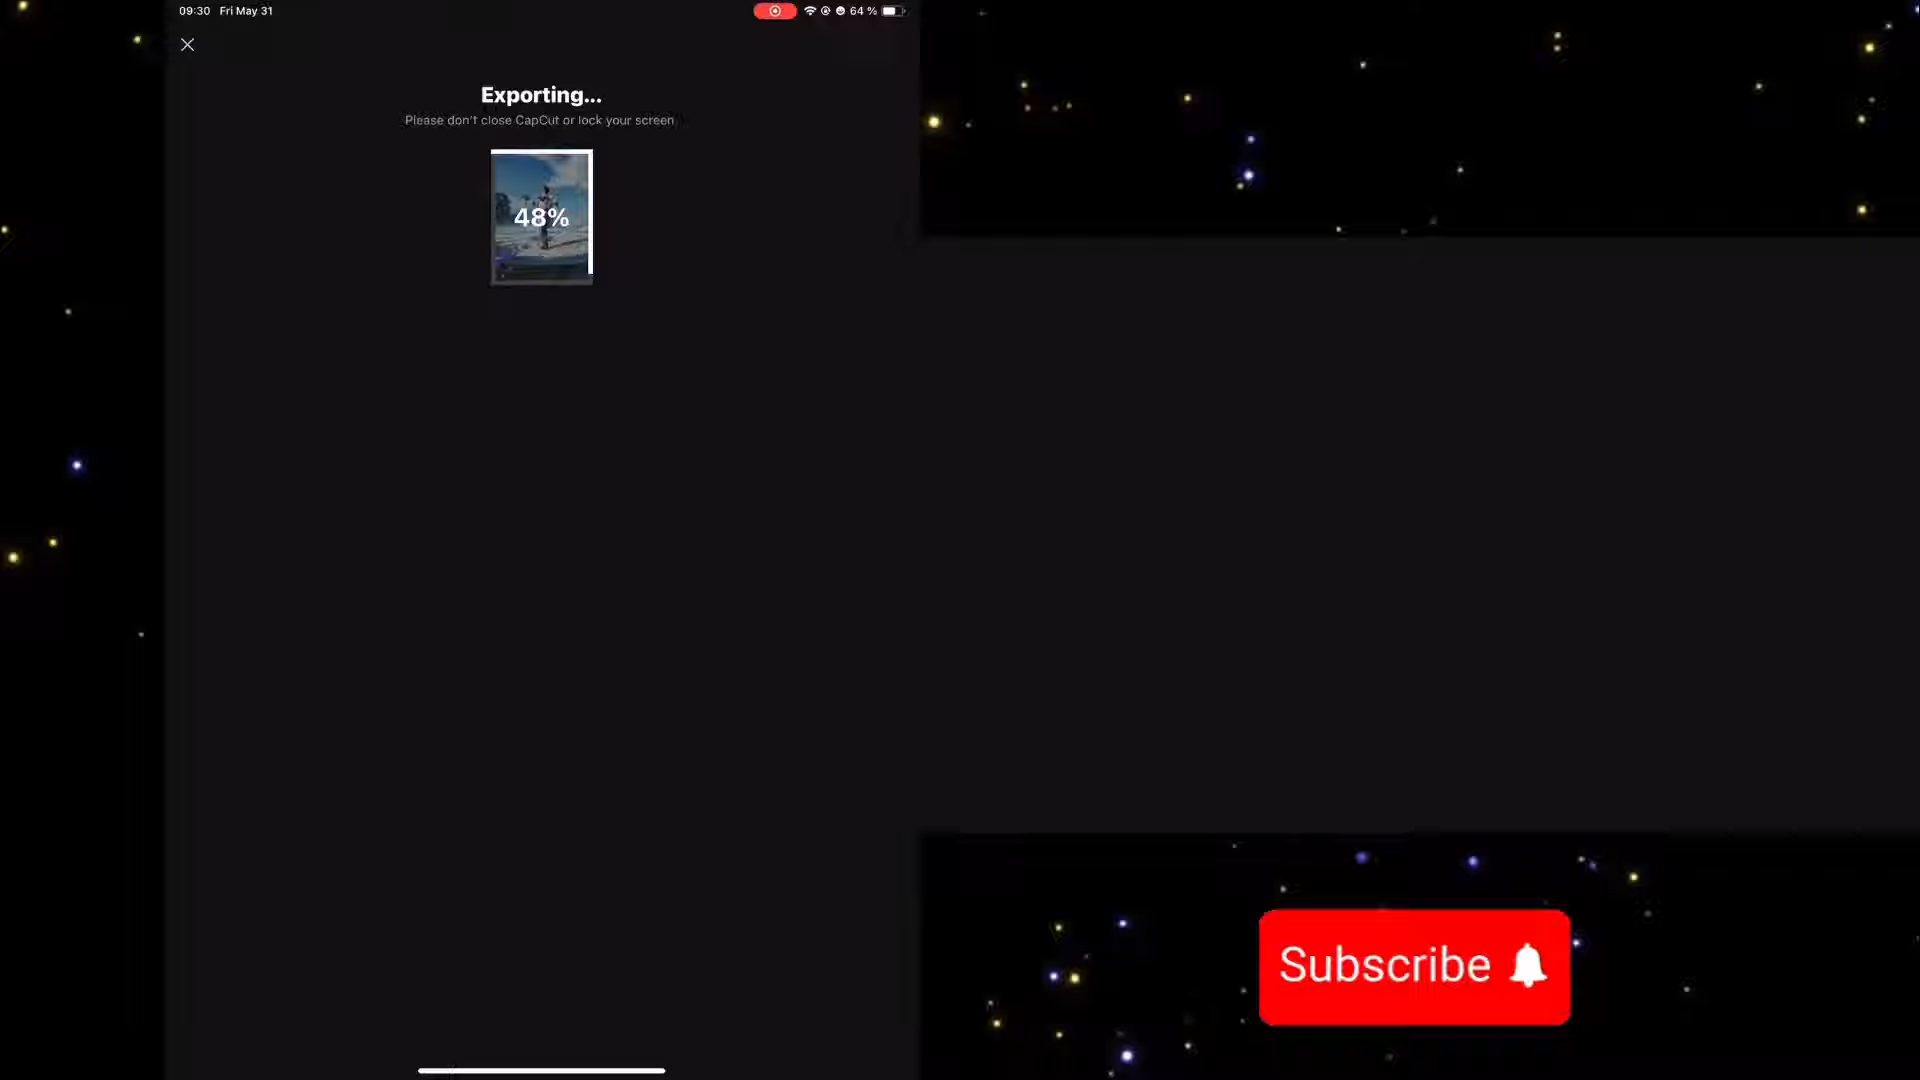 09:30 Fri May 31
64 %
Exporting...
Please don't close CapCut or lock your screen
48%
Subscribe